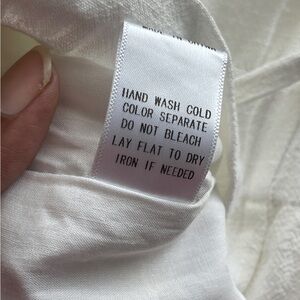 HAND WASH COLD
COLOR SEPARATE
DO NOT BLEACH
LAY FLAT TO DRY
IRON IF NEEDED